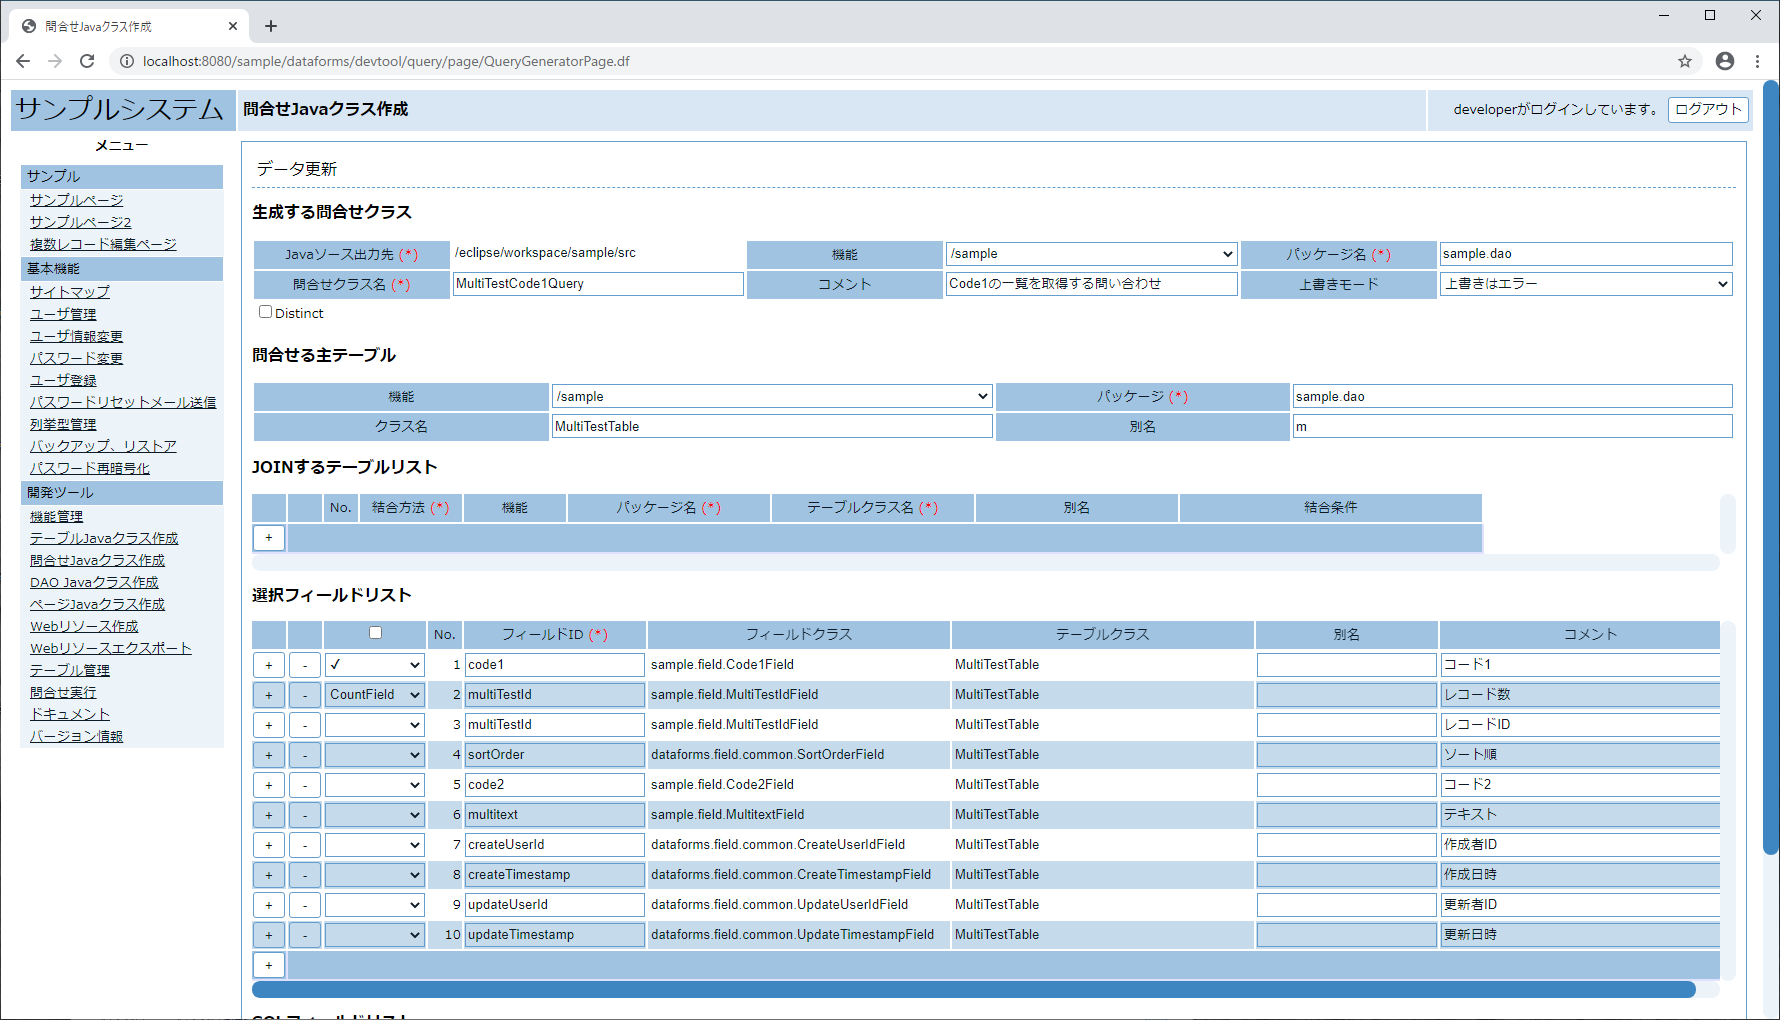 問合せJavaクラス作成
localhost:8080/sample/dataforms/devtool/query/page/QueryGeneratorPage.df
サンプルシステム 問合せJavaクラス作成 developerがログインしています。 ログアウト
メニュー
サンプル
サンプルページ
サンプルページ2
複数レコード編集ページ
基本機能
サイトマップ
ユーザ管理
ユーザ情報変更
パスワード変更
ユーザ登録
パスワードリセットメール送信
列挙型管理
バックアップ、リストア
パスワード再暗号化
開発ツール
機能管理
テーブルJavaクラス作成
問合せJavaクラス作成
DAO Javaクラス作成
ページJavaクラス作成
Webリソース作成
Webリソースエクスポート
テーブル管理
問合せ実行
ドキュメント
バージョン情報
データ更新
生成する問合せクラス
Javaソース出力先 (*) /eclipse/workspace/sample/src 機能 /sample パッケージ名 (*) sample.dao
問合せクラス名 (*) MultiTestCode1Query コメント Code1の一覧を取得する問い合わせ 上書きモード 上書きはエラー
Distinct
問合せる主テーブル
機能 /sample パッケージ (*) sample.dao
クラス名 MultiTestTable 別名 m
JOINするテーブルリスト
No. 結合方法 (*) 機能 パッケージ名 (*) テーブルクラス名 (*) 別名 結合条件
+
選択フィールドリスト
No. フィールドID (*) フィールドクラス テーブルクラス 別名 コメント
+ - ✓ 1 code1 sample.field.Code1Field MultiTestTable コード1
+ - CountField 2 multiTestId sample.field.MultiTestIdField MultiTestTable レコード数
+ - 3 multiTestId sample.field.MultiTestIdField MultiTestTable レコードID
+ - 4 sortOrder dataforms.field.common.SortOrderField MultiTestTable ソート順
+ - 5 code2 sample.field.Code2Field MultiTestTable コード2
+ - 6 multitext sample.field.MultitextField MultiTestTable テキスト
+ - 7 createUserId dataforms.field.common.CreateUserIdField MultiTestTable 作成者ID
+ - 8 createTimestamp dataforms.field.common.CreateTimestampField MultiTestTable 作成日時
+ - 9 updateUserId dataforms.field.common.UpdateUserIdField MultiTestTable 更新者ID
+ - 10 updateTimestamp dataforms.field.common.UpdateTimestampField MultiTestTable 更新日時
+